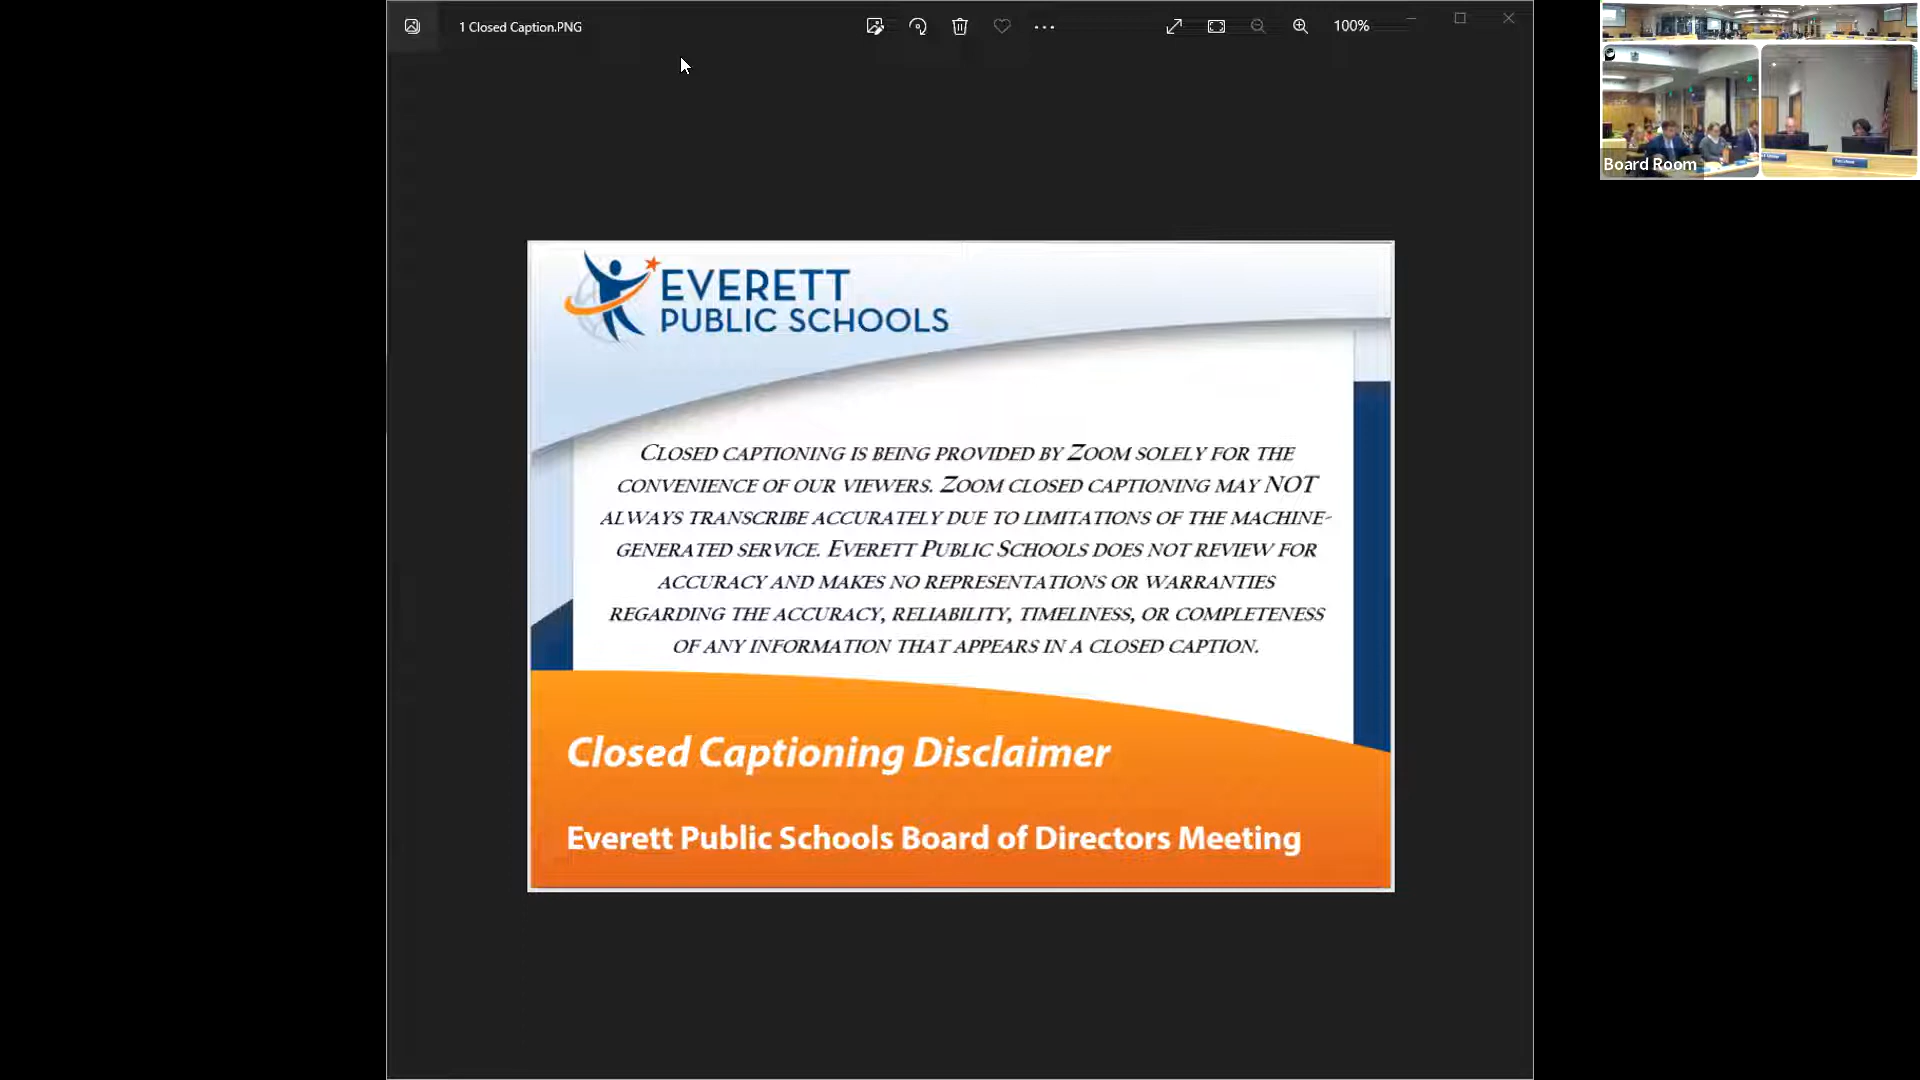 1 Closed Caption.PNG
100%
Board Room
EVERETT
PUBLIC SCHOOLS
CLOSED CAPTIONING IS BEING PROVIDED BY ZOOM SOLELY FOR THE
CONVENIENCE OF OUR VIEWERS. ZOOM CLOSED CAPTIONING MAY NOT
ALWAYS TRANSCRIBE ACCURATELY DUE TO LIMITATIONS OF THE MACHINE-
GENERATED SERVICE. EVERETT PUBLIC SCHOOLS DOES NOT REVIEW FOR
ACCURACY AND MAKES NO REPRESENTATIONS OR WARRANTIES
REGARDING THE ACCURACY, RELIABILITY, TIMELINESS, OR COMPLETENESS
OF ANY INFORMATION THAT APPEARS IN A CLOSED CAPTION.
Closed Captioning Disclaimer
Everett Public Schools Board of Directors Meeting